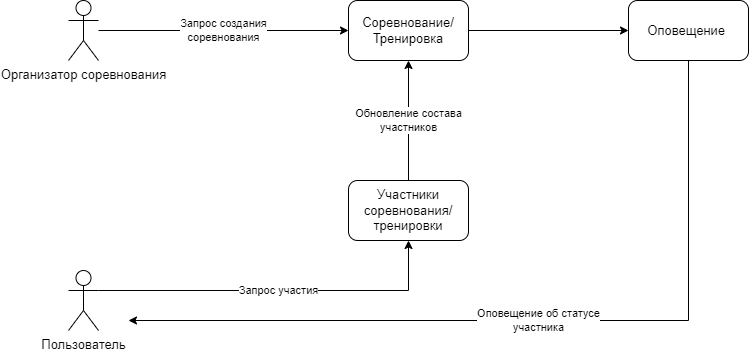 Запрос создания
соревнования
Соревнование/
Тренировка
Оповещение
Организатор соревнования
Обновление состава
участников
Участники
соревнования/
тренировки
Запрос участия
Оповещение об статусе
участника
Пользователь